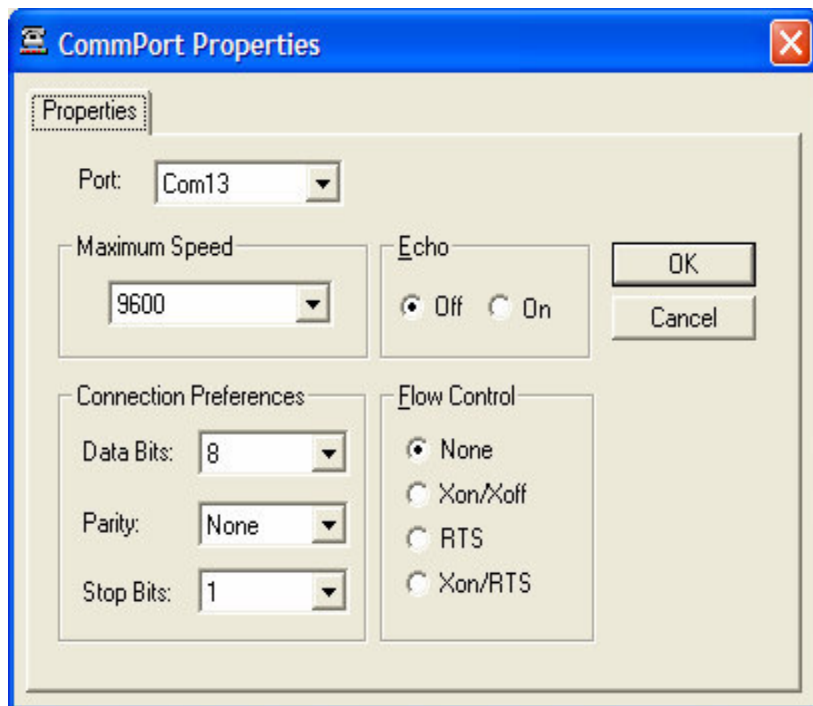 CommPort Properties
Properties
Port: Com13
Maximum Speed
9600
Echo
Off On
OK
Cancel
Connection Preferences
Data Bits: 8
Parity: None
Stop Bits: 1
Flow Control
None
Xon/Xoff
RTS
Xon/RTS